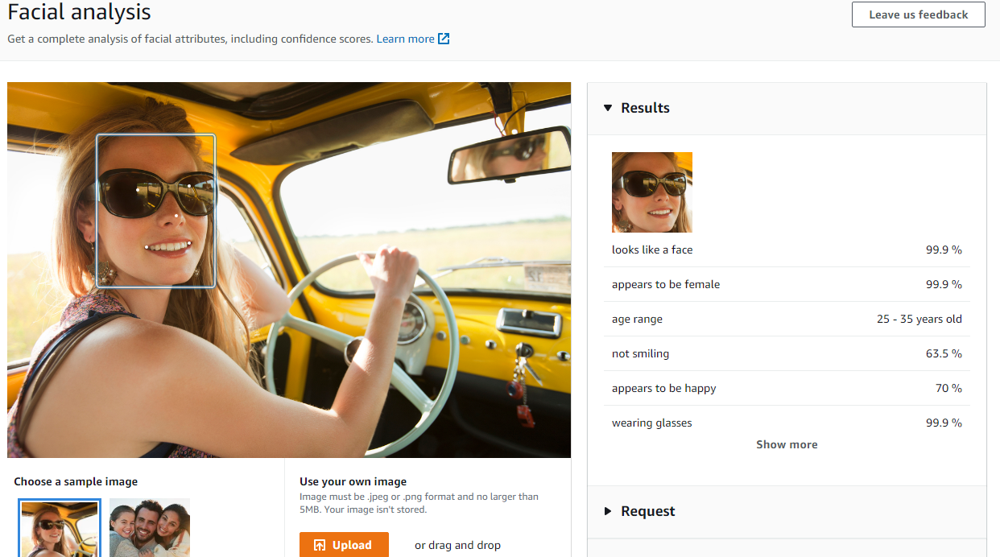 Facial analysis
Leave us feedback
Get a complete analysis of facial attributes, including confidence scores. Learn more
Results
looks like a face 99.9 %
appears to be female 99.9 %
age range 25 - 35 years old
not smiling 63.5 %
appears to be happy 70 %
wearing glasses 99.9 %
Show more
Choose a sample image
Use your own image
Image must be .jpeg or .png format and no larger than
5MB. Your image isn't stored.
Upload or drag and drop
Request